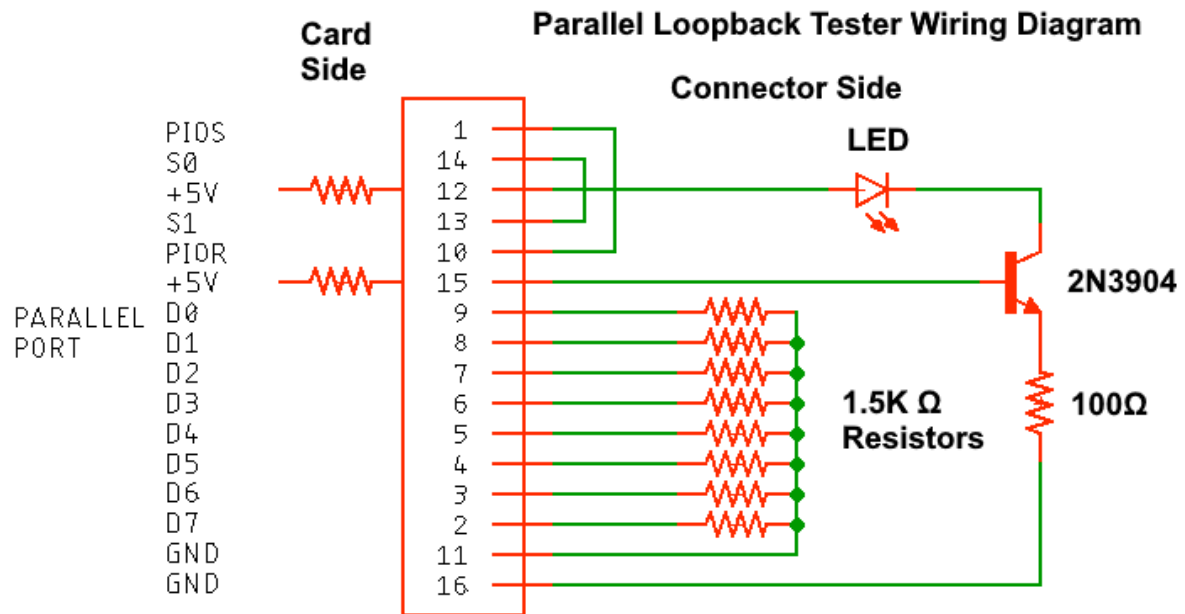 Parallel Loopback Tester Wiring Diagram
Card
Side
Connector Side
LED
PIOS 1
S0 14
+5V 12
S1 13
PIOR 10
+5V 15
2N3904
PARALLEL
PORT
D0 9
D1 8
D2 7
D3 6
D4 5
D5 4
D6 3
D7 2
GND 11
GND 16
1.5K Ω
Resistors
100Ω